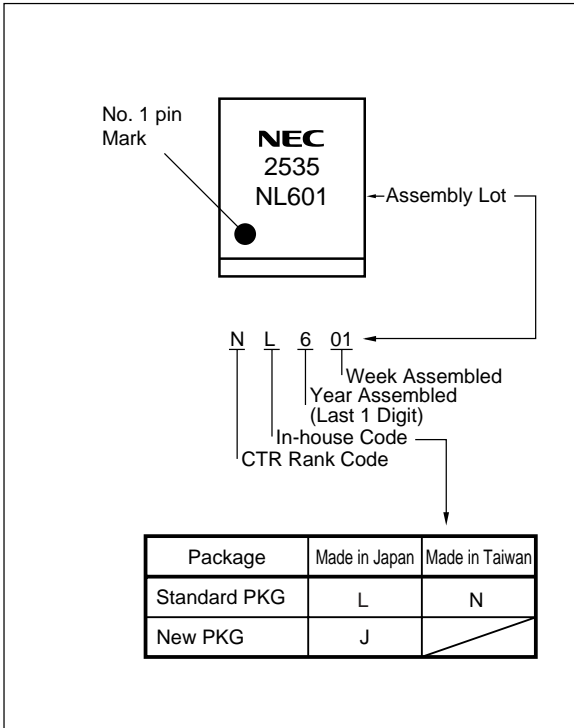 No. 1 pin
Mark
NEC
2535
NL601
Assembly Lot
N L 6 01
Week Assembled
Year Assembled
(Last 1 Digit)
In-house Code
CTR Rank Code
Package Made in Japan Made in Taiwan
Standard PKG L N
New PKG J